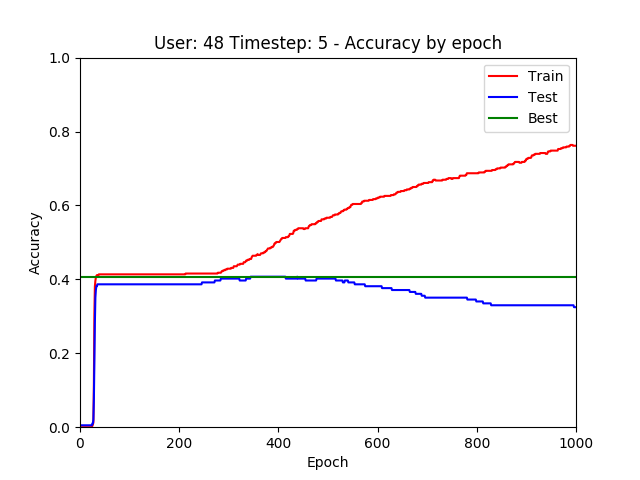 User: 48 Timestep: 5 - Accuracy by epoch
1.0
0.8
0.6
0.4
0.2
0.0
Accuracy
Train
Test
Best
0 200 400 600 800 1000
Epoch